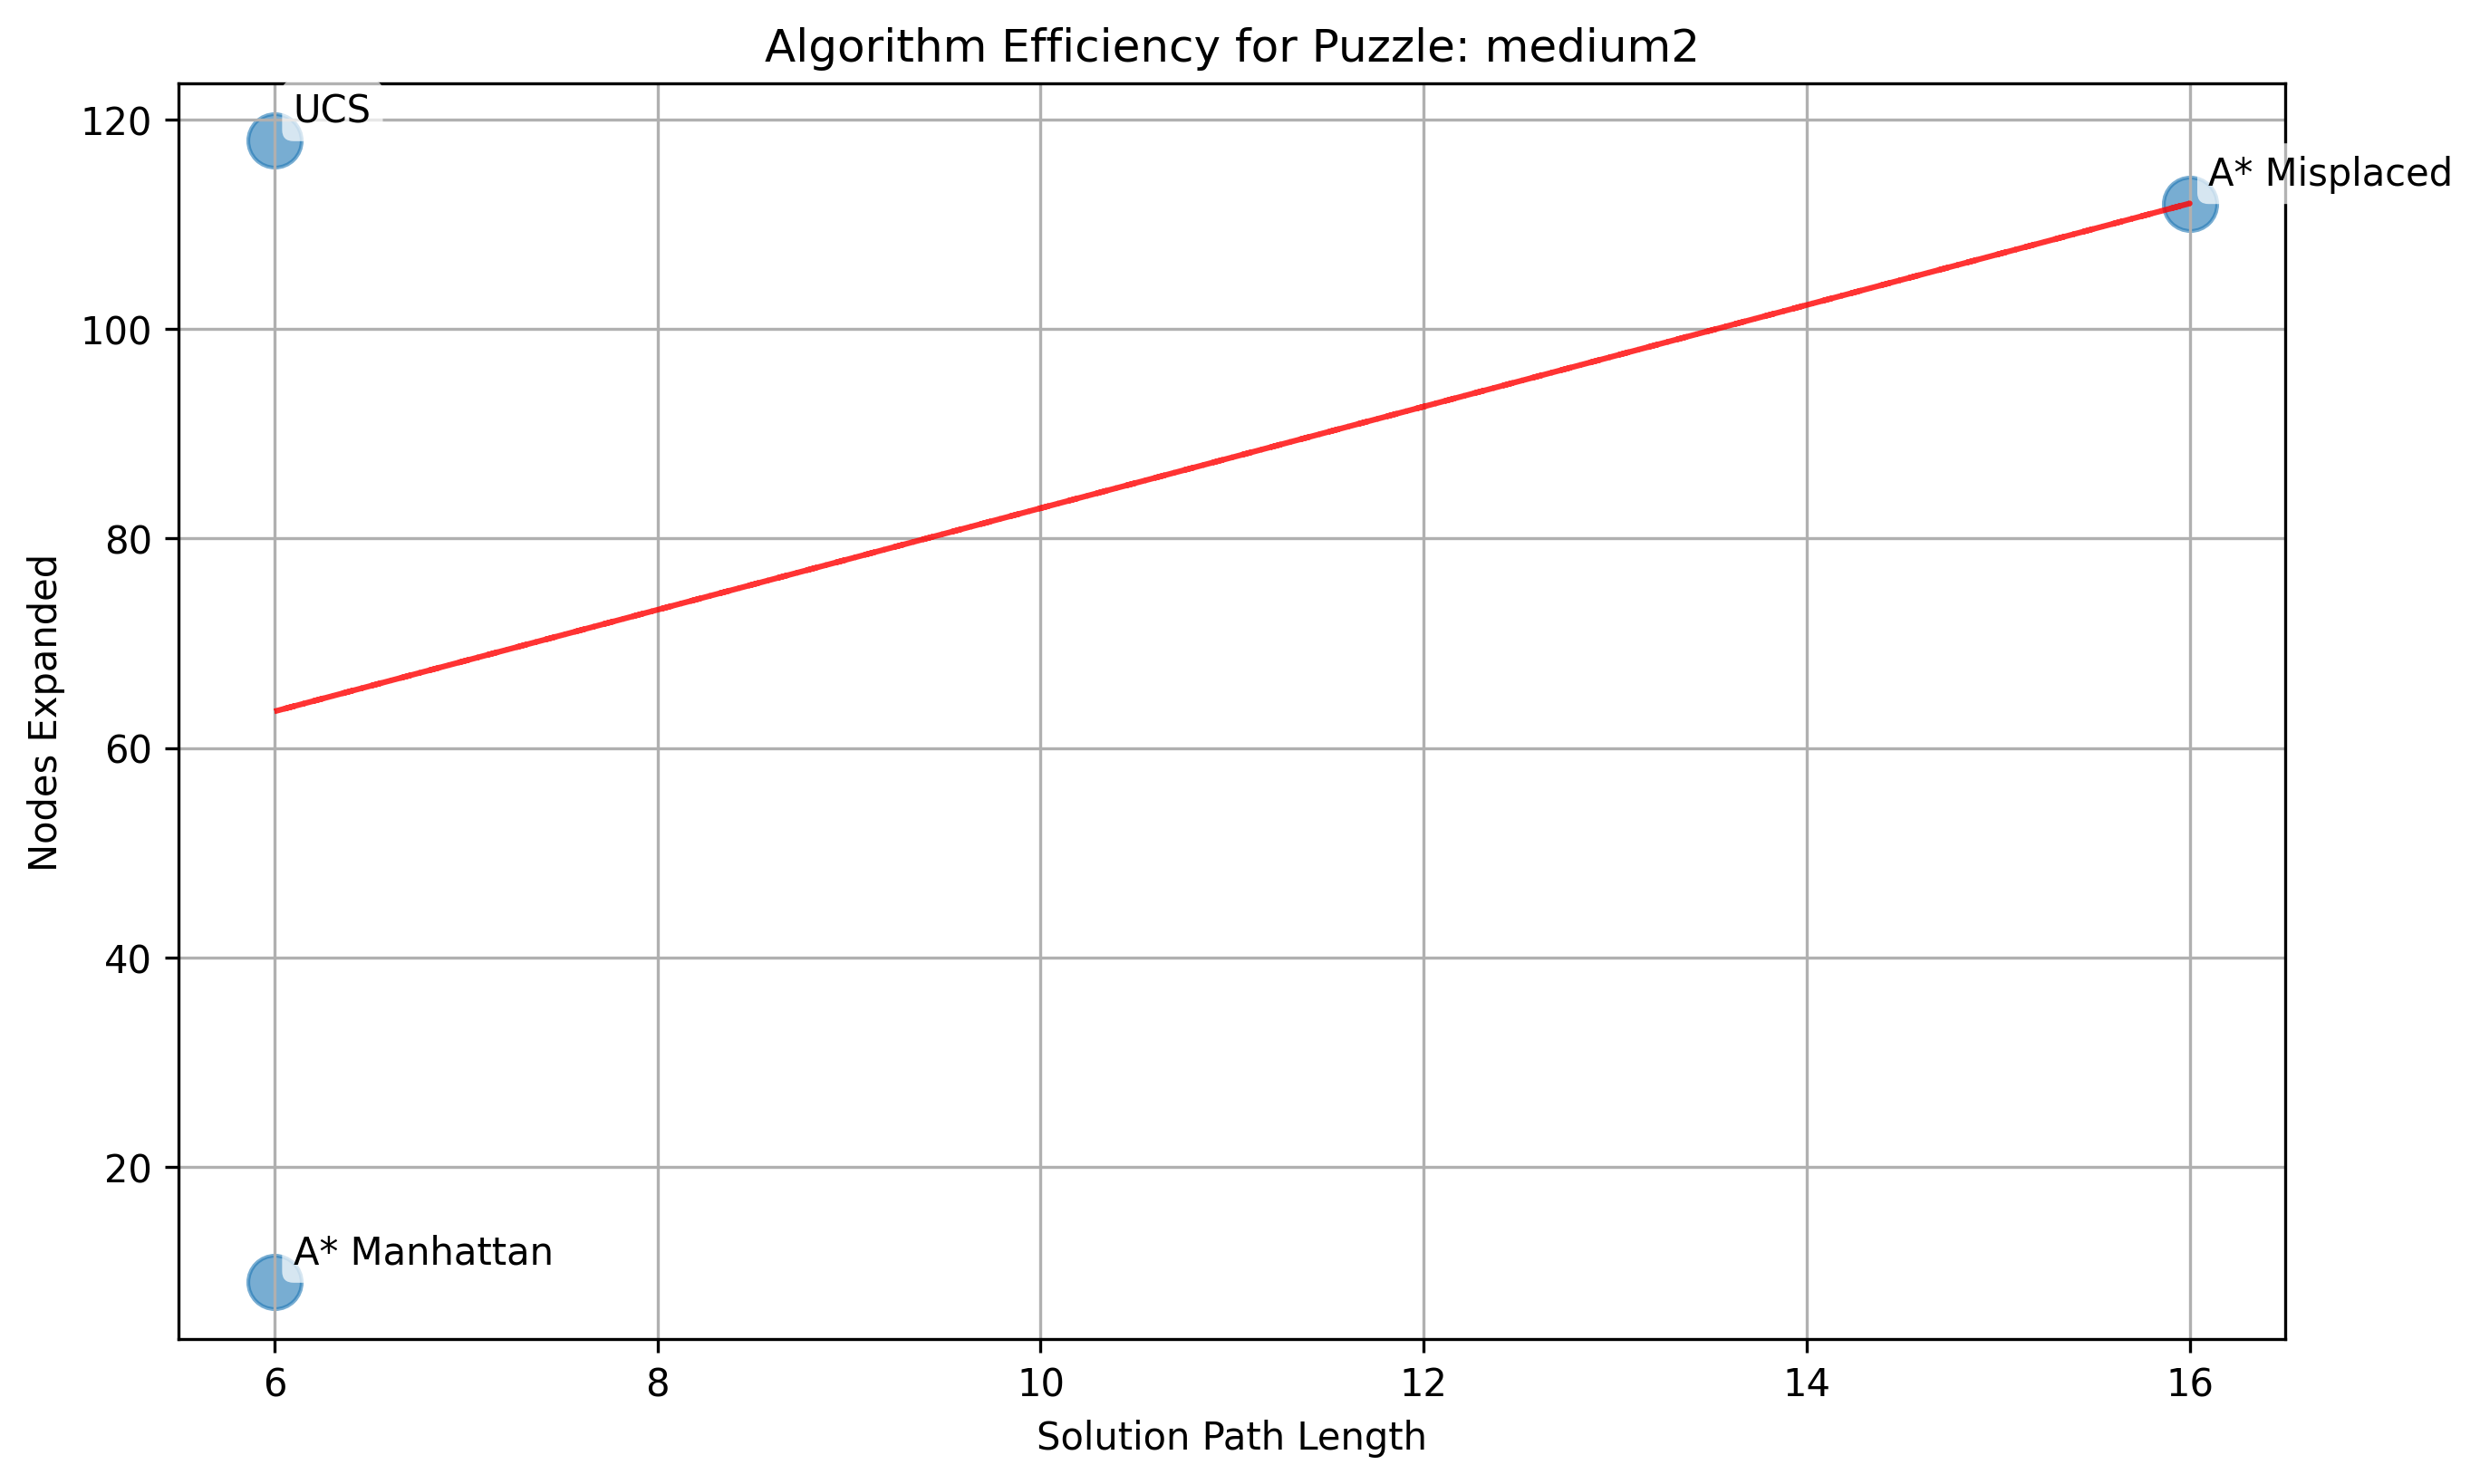 Algorithm Efficiency for Puzzle: medium2
UCS
A* Misplaced
A* Manhattan
120
100
80
60
40
20
Nodes Expanded
6
8
10
12
14
16
Solution Path Length